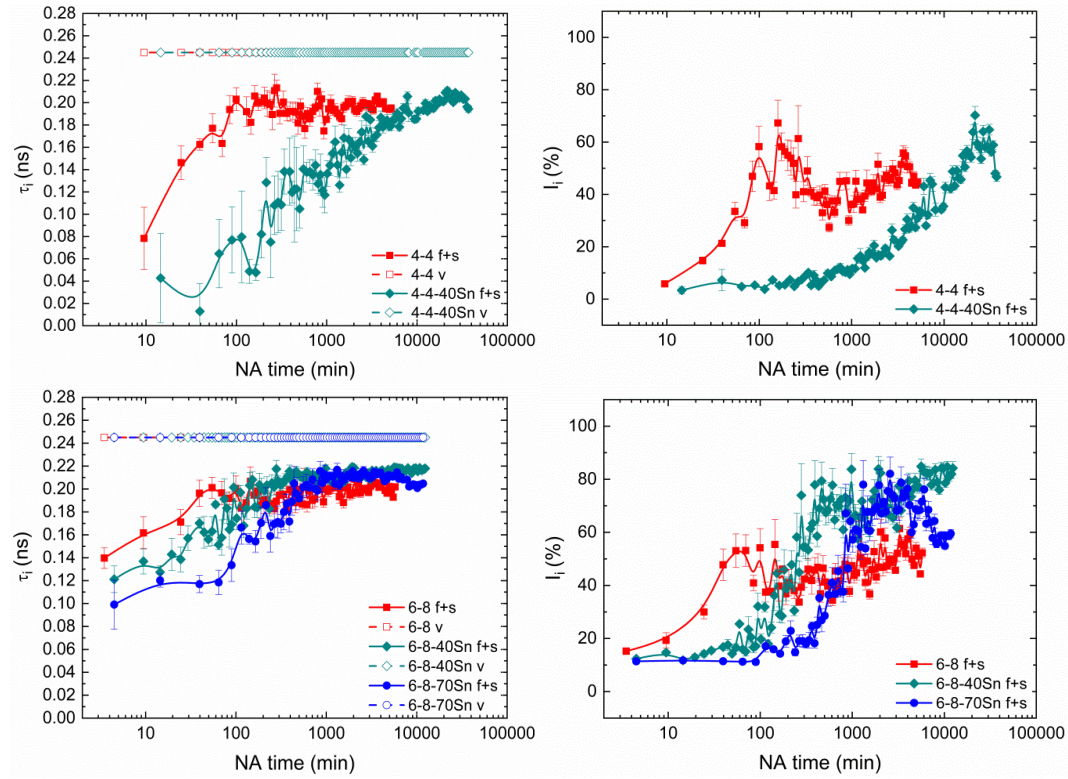 0.28
0.26
0.24
0.22
0.20
0.18
0.16
0.14
0.12
0.10
0.08
0.06
0.04
0.02
0.00
τi (ns)
4-4 f+s
4-4 v
4-4-40Sn f+s
4-4-40Sn v
10 100 1000 10000 100000
NA time (min)
100
80
60
40
20
0
Ii (%)
4-4 f+s
4-4-40Sn f+s
10 100 1000 10000 100000
NA time (min)
0.28
0.26
0.24
0.22
0.20
0.18
0.16
0.14
0.12
0.10
0.08
0.06
0.04
0.02
0.00
τi (ns)
6-8 f+s
6-8 v
6-8-40Sn f+s
6-8-40Sn v
6-8-70Sn f+s
6-8-70Sn v
10 100 1000 10000 100000
NA time (min)
100
80
60
40
20
0
Ii (%)
6-8 f+s
6-8-40Sn f+s
6-8-70Sn f+s
10 100 1000 10000 100000
NA time (min)